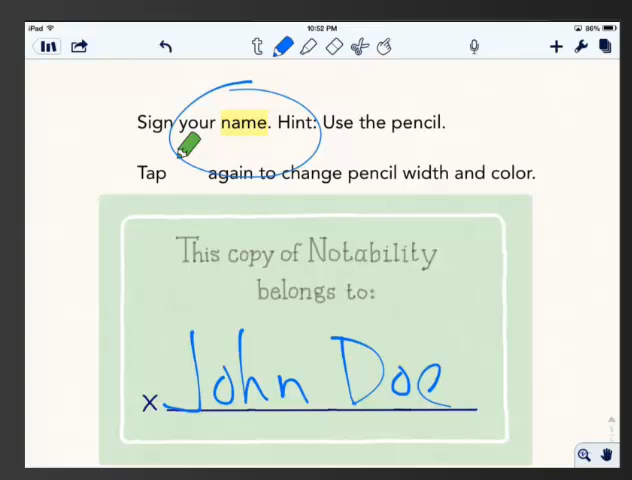 iPad 10:52 PM 86%
t
Sign your name. Hint: Use the pencil.
Tap again to change pencil width and color.
This copy of Notability
belongs to:
x John Doe